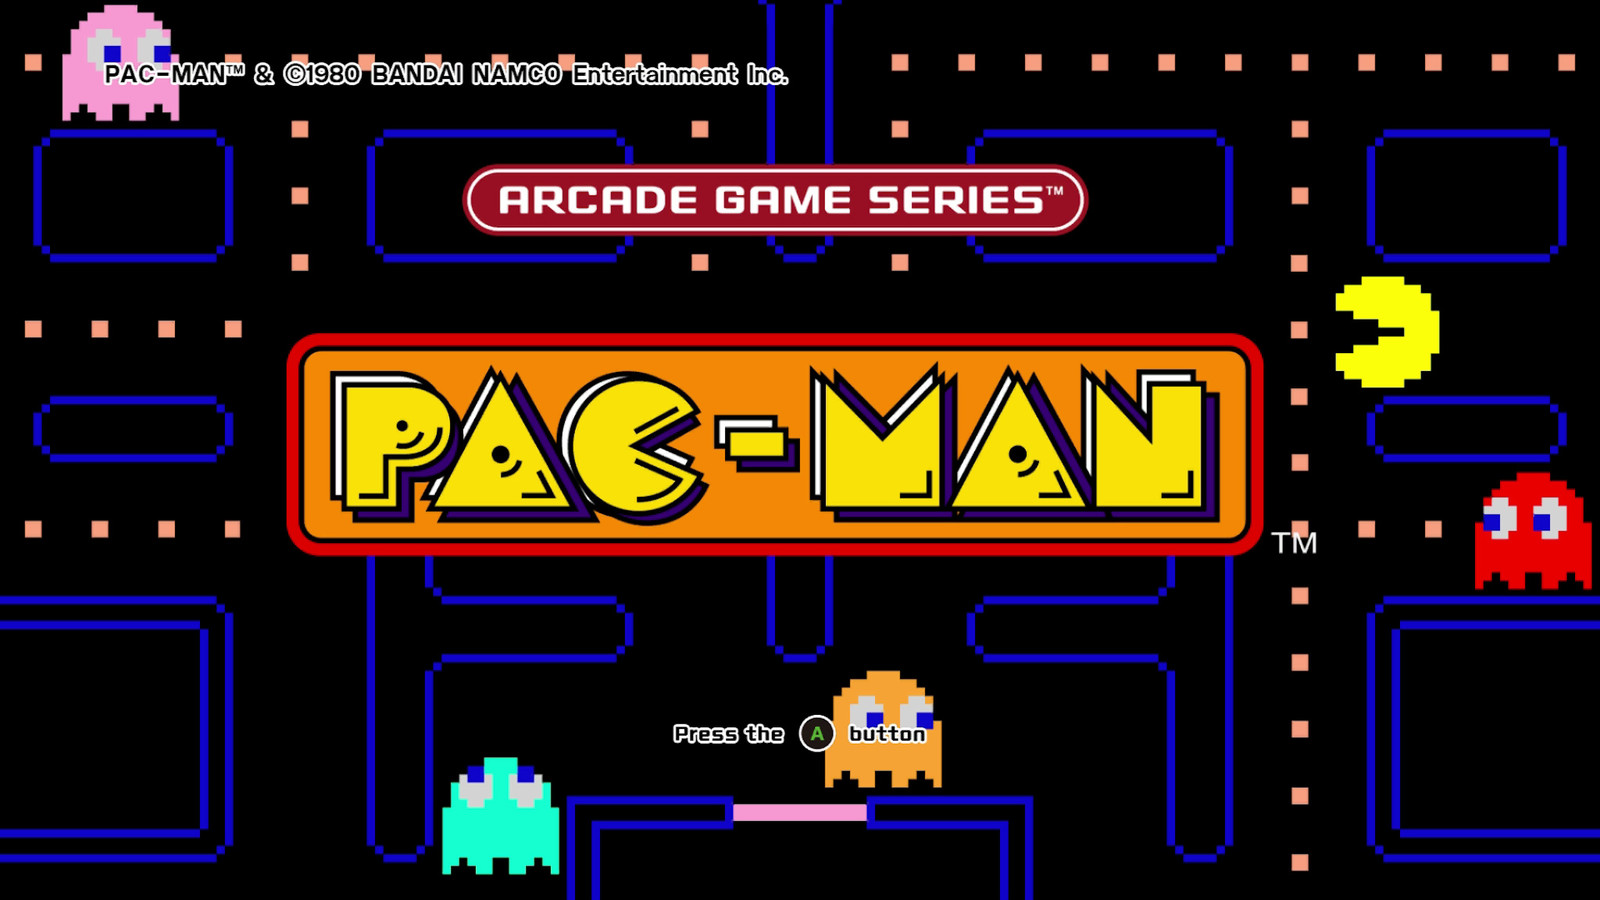 PAC-MAN™ & ©1980 BANDAI NAMCO Entertainment Inc.
ARCADE GAME SERIES™
PAC-MAN
TM
Press the A button